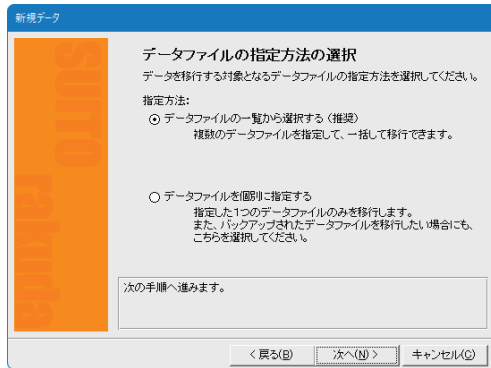 新規データ
SUITO rakuda
データファイルの指定方法の選択
データを移行する対象となるデータファイルの指定方法を選択してください。
指定方法:
データファイルの一覧から選択する（推奨）
複数のデータファイルを指定して、一括して移行できます。
データファイルを個別に指定する
指定した1つのデータファイルのみを移行します。
また、バックアップされたデータファイルを移行したい場合にも、
こちらを選択してください。
次の手順へ進みます。
< 戻る(B)
次へ(N) >
キャンセル(C)